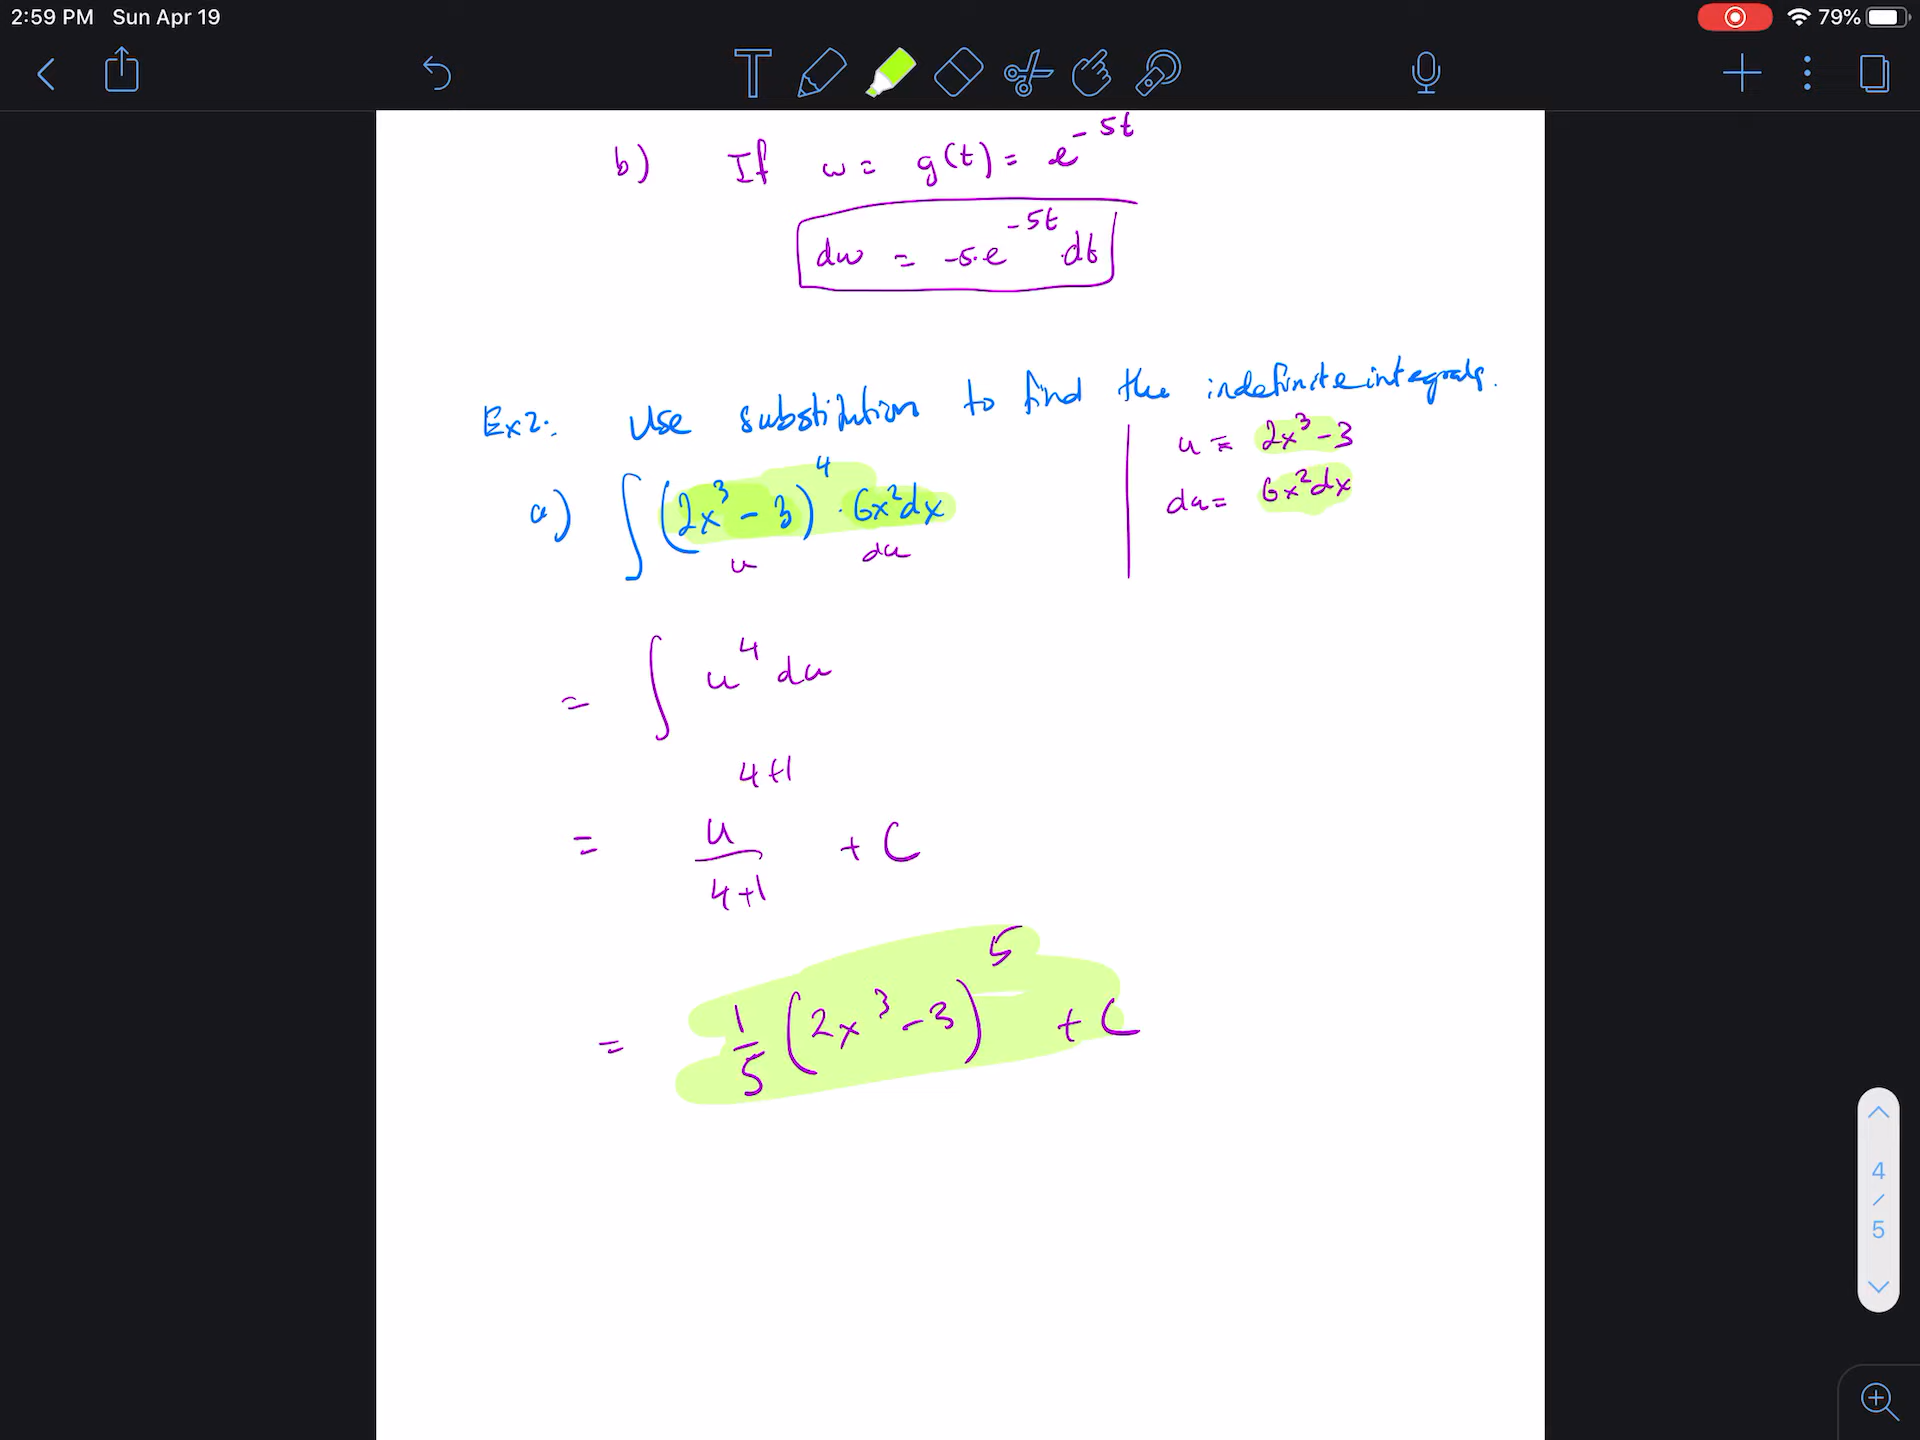 2:59 PM Sun Apr 19
79%
b) If w = g(t) = e^{-5t}
dw = -5·e^{-5t}·dt
Ex2: Use substitution to find the indefinite integrals.
a) ∫(2x³ - 3)⁴ · 6x²dx
u du
u = 2x³ - 3
du = 6x²dx
= ∫ u⁴ du
= u^{4+1}/4+1 + C
= 1/5 (2x³ - 3)⁵ + C
4
/
5